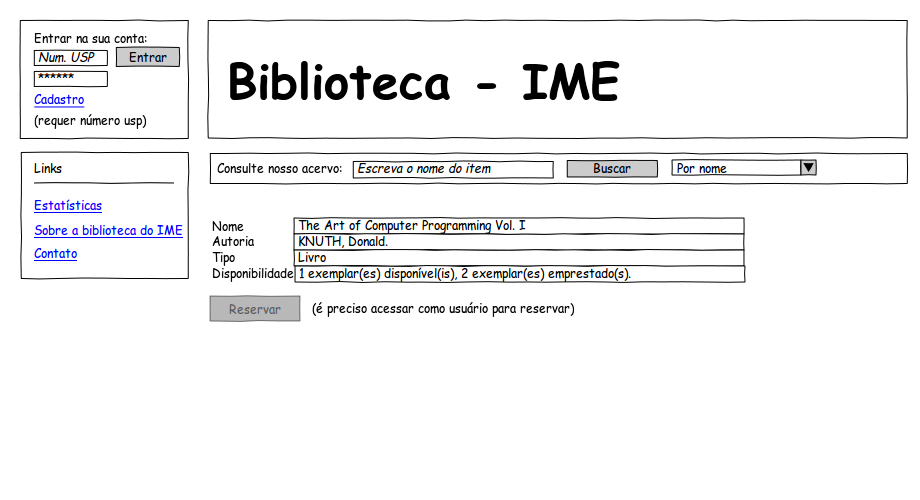 Entrar na sua conta:
Num. USP
Entrar
******
Cadastro
(requer número usp)
Biblioteca - IME
Links
Estatísticas
Sobre a biblioteca do IME
Contato
Consulte nosso acervo:
Escreva o nome do item
Buscar
Por nome
Nome
The Art of Computer Programming Vol. I
Autoria
KNUTH, Donald.
Tipo
Livro
Disponibilidade
1 exemplar(es) disponível(is), 2 exemplar(es) emprestado(s).
Reservar
(é preciso acessar como usuário para reservar)